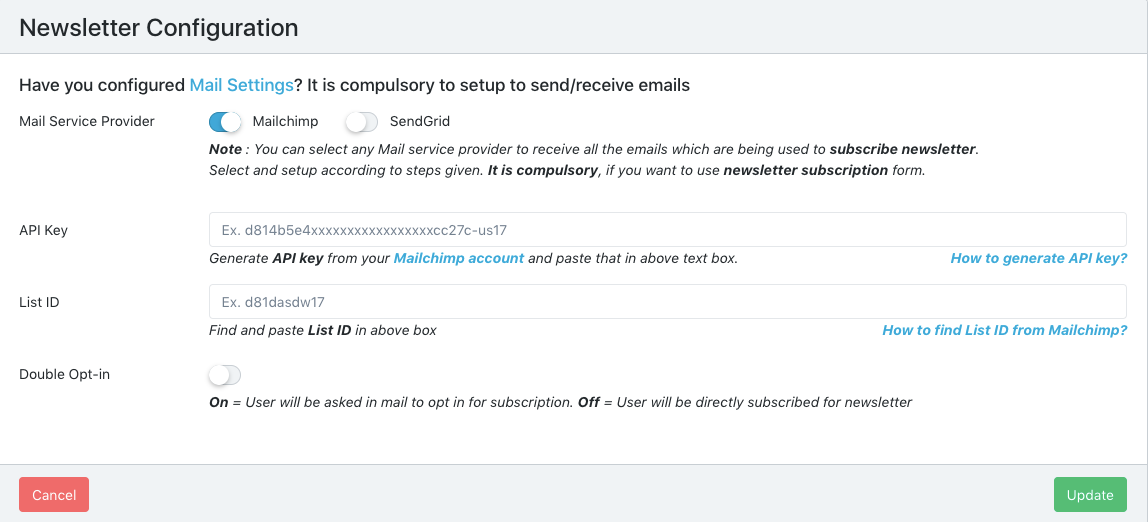 Newsletter Configuration
Have you configured Mail Settings? It is compulsory to setup to send/receive emails
Mail Service Provider Mailchimp SendGrid
Note : You can select any Mail service provider to receive all the emails which are being used to subscribe newsletter.
Select and setup according to steps given. It is compulsory, if you want to use newsletter subscription form.
API Key Ex. d814b5e4xxxxxxxxxxxxxxxxxcc27c-us17
Generate API key from your Mailchimp account and paste that in above text box. How to generate API key?
List ID Ex. d81dasdw17
Find and paste List ID in above box How to find List ID from Mailchimp?
Double Opt-in
On = User will be asked in mail to opt in for subscription. Off = User will be directly subscribed for newsletter
Cancel Update